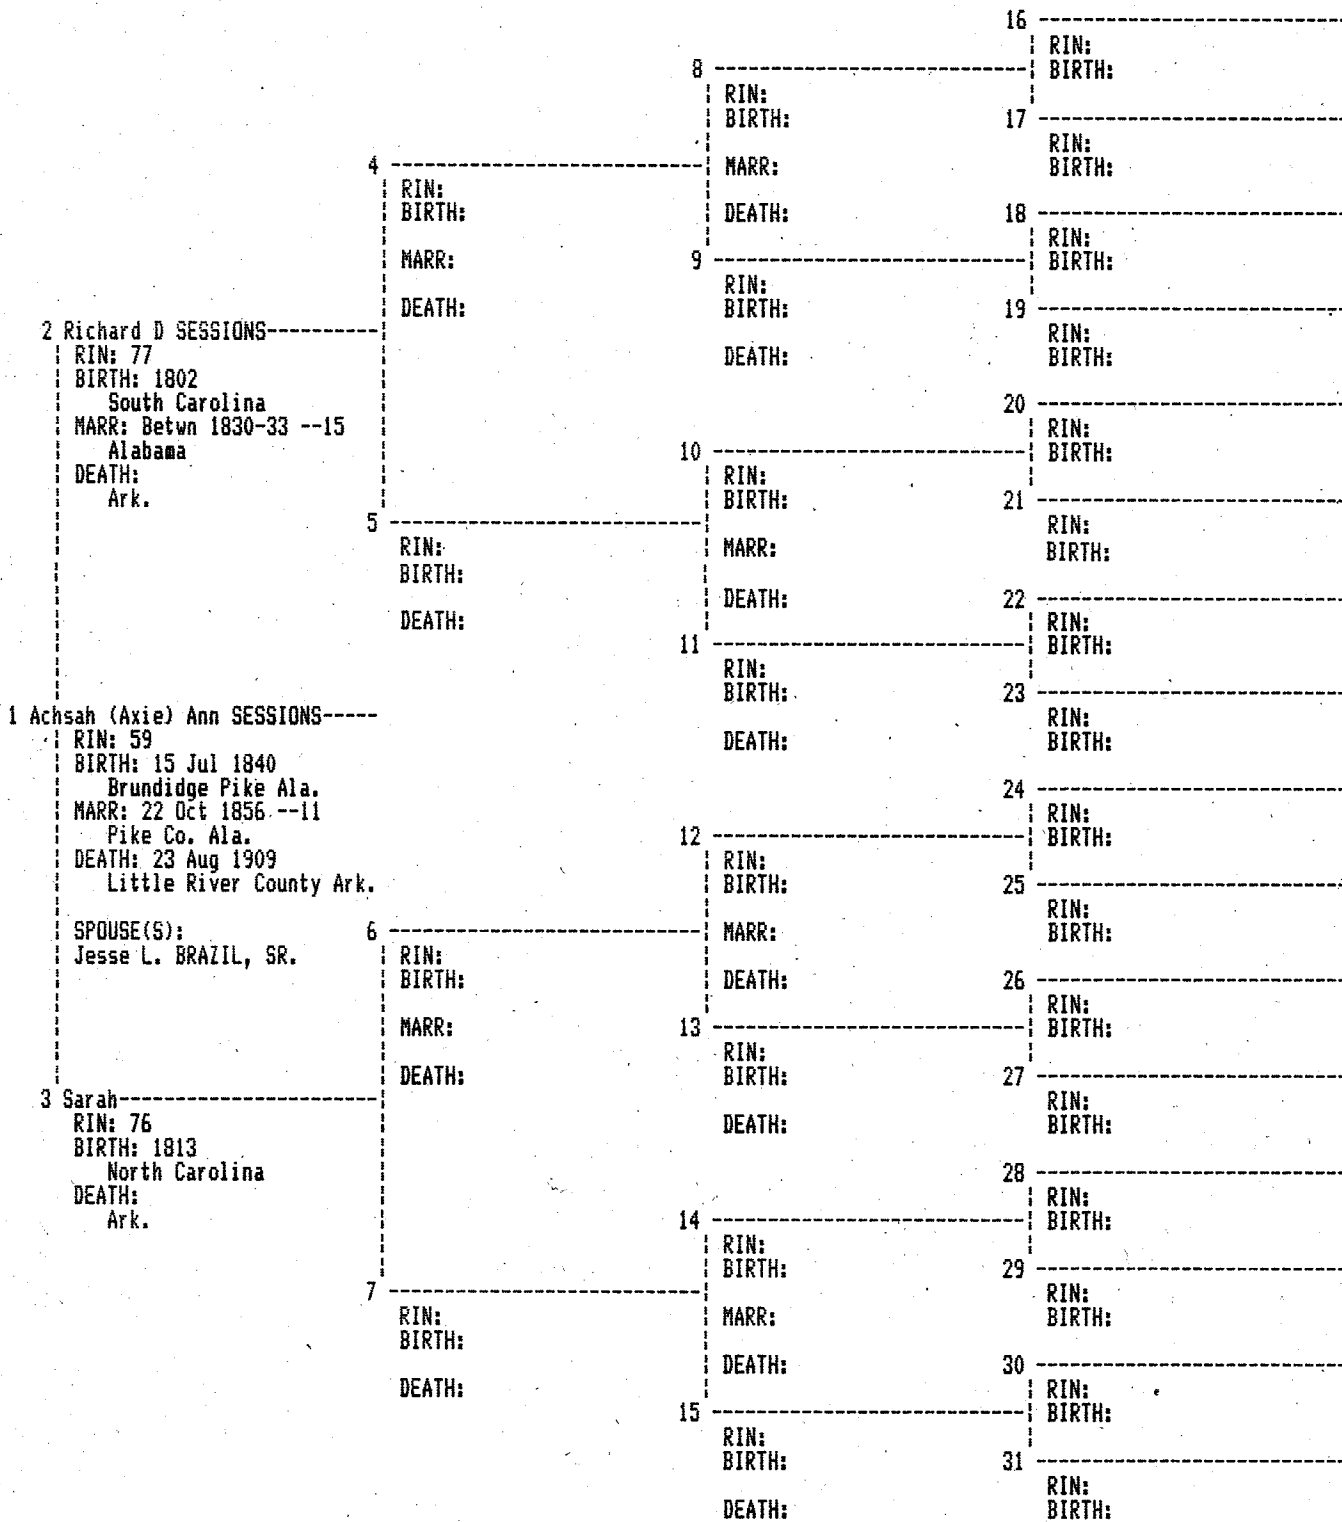 16
RIN:
BIRTH:
8
RIN:
BIRTH:
MARR:
DEATH:
17
RIN:
BIRTH:
4
RIN:
BIRTH:
MARR:
DEATH:
18
RIN:
BIRTH:
9
RIN:
BIRTH:
DEATH:
19
RIN:
BIRTH:
2 Richard D SESSIONS----------
RIN: 77
BIRTH: 1802
South Carolina
MARR: Betwn 1830-33 --15
Alabama
DEATH:
Ark.
20
RIN:
BIRTH:
10
RIN:
BIRTH:
MARR:
DEATH:
21
RIN:
BIRTH:
5
RIN:
BIRTH:
DEATH:
22
RIN:
BIRTH:
11
RIN:
BIRTH:
DEATH:
23
RIN:
BIRTH:
1 Achsah (Axie) Ann SESSIONS-----
RIN: 59
BIRTH: 15 Jul 1840
Brundidge Pike Ala.
MARR: 22 Oct 1856 --11
Pike Co. Ala.
DEATH: 23 Aug 1909
Little River County Ark.
SPOUSE(S):
Jesse L. BRAZIL, SR.
24
RIN:
BIRTH:
12
RIN:
BIRTH:
MARR:
DEATH:
25
RIN:
BIRTH:
6
RIN:
BIRTH:
MARR:
DEATH:
26
RIN:
BIRTH:
13
RIN:
BIRTH:
DEATH:
27
RIN:
BIRTH:
3 Sarah-----------------------
RIN: 76
BIRTH: 1813
North Carolina
DEATH:
Ark.
28
RIN:
BIRTH:
14
RIN:
BIRTH:
MARR:
DEATH:
29
RIN:
BIRTH:
7
RIN:
BIRTH:
DEATH:
30
RIN:
BIRTH:
15
RIN:
BIRTH:
DEATH:
31
RIN:
BIRTH: